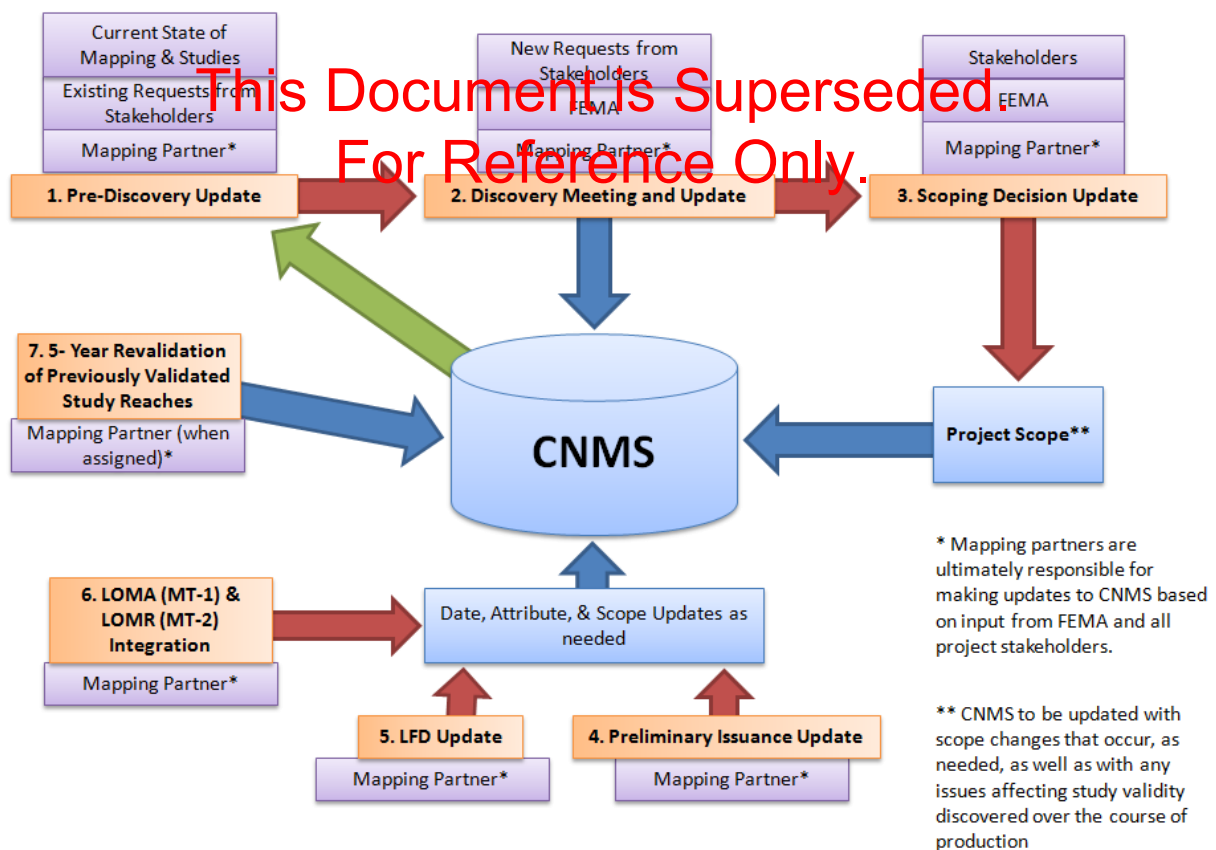 Current State of
Mapping & Studies
Existing Requests from
Stakeholders
Mapping Partner*
1. Pre-Discovery Update
New Requests from
Stakeholders
FEMA
Mapping Partner*
2. Discovery Meeting and Update
Stakeholders
FEMA
Mapping Partner*
3. Scoping Decision Update
This Document is Superseded.
For Reference Only.
7. 5- Year Revalidation
of Previously Validated
Study Reaches
Mapping Partner (when
assigned)*
CNMS
Project Scope**
6. LOMA (MT-1) &
LOMR (MT-2)
Integration
Mapping Partner*
Date, Attribute, & Scope Updates as
needed
5. LFD Update
Mapping Partner*
4. Preliminary Issuance Update
Mapping Partner*
* Mapping partners are
ultimately responsible for
making updates to CNMS based
on input from FEMA and all
project stakeholders.
** CNMS to be updated with
scope changes that occur, as
needed, as well as with any
issues affecting study validity
discovered over the course of
production